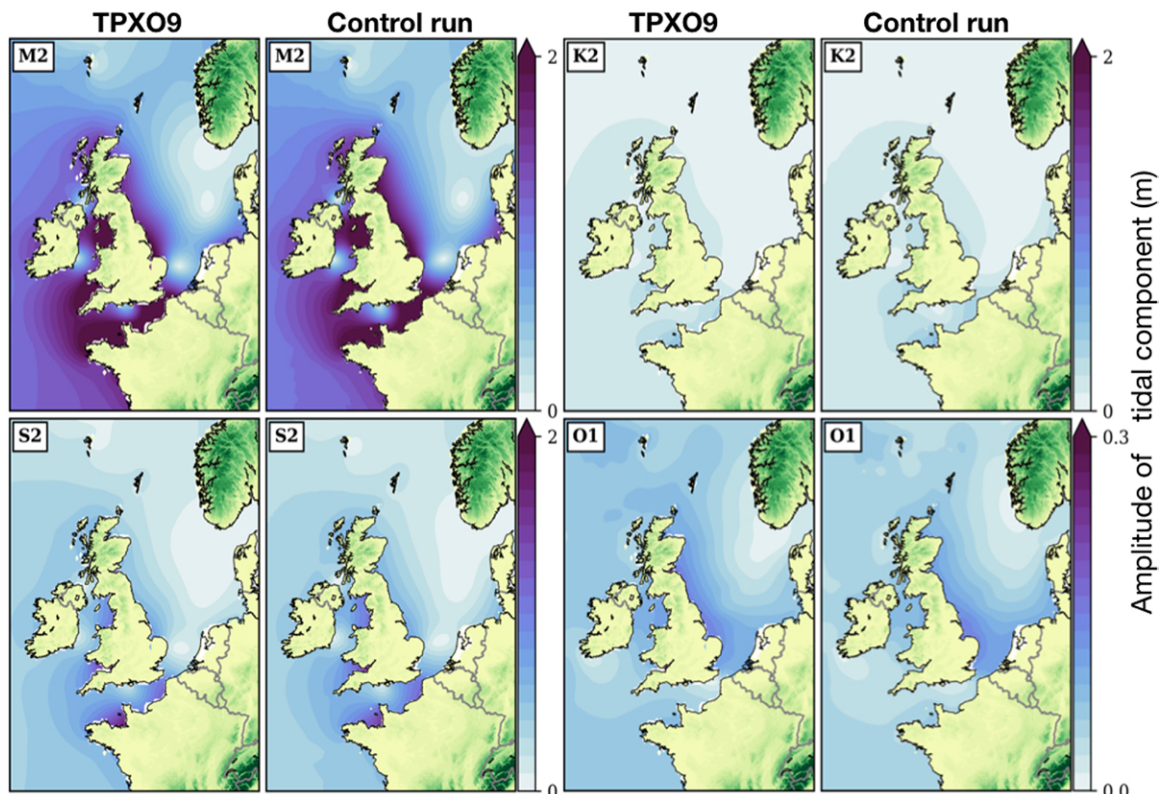 TPXO9 Control run TPXO9 Control run
M2 M2 2 K2 K2 2
0 0
S2 S2 2 O1 O1 0.3
0 0.0
Amplitude of tidal component (m)